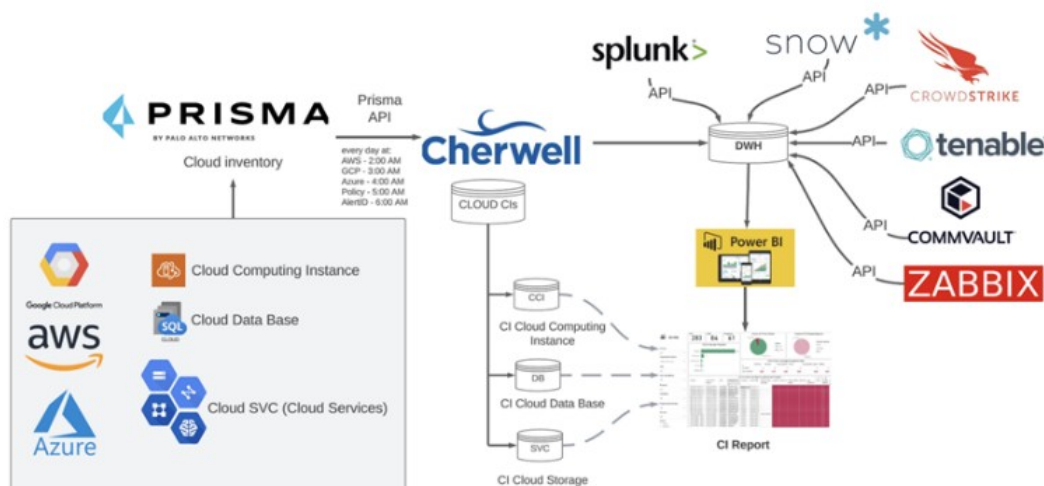 PRISMA
BY PALO ALTO NETWORKS
Cloud inventory
Google Cloud Platform
aws
Azure
Cloud Computing Instance
SQL
CLOUD
Cloud Data Base
Cloud SVC (Cloud Services)
Prisma
API
every day at:
AWS - 2:00 AM
GCP - 3:00 AM
Azure - 4:00 AM
Policy - 5:00 AM
AlertID - 6:00 AM
Cherwell
CLOUD CIs
CCI
CI Cloud Computing
Instance
DB
CI Cloud Data Base
SVC
CI Cloud Storage
splunk>
API
snow
API
CROWDSTRIKE
API
tenable
API
COMMVAULT
API
ZABBIX
API
DWH
Power BI
CI Report